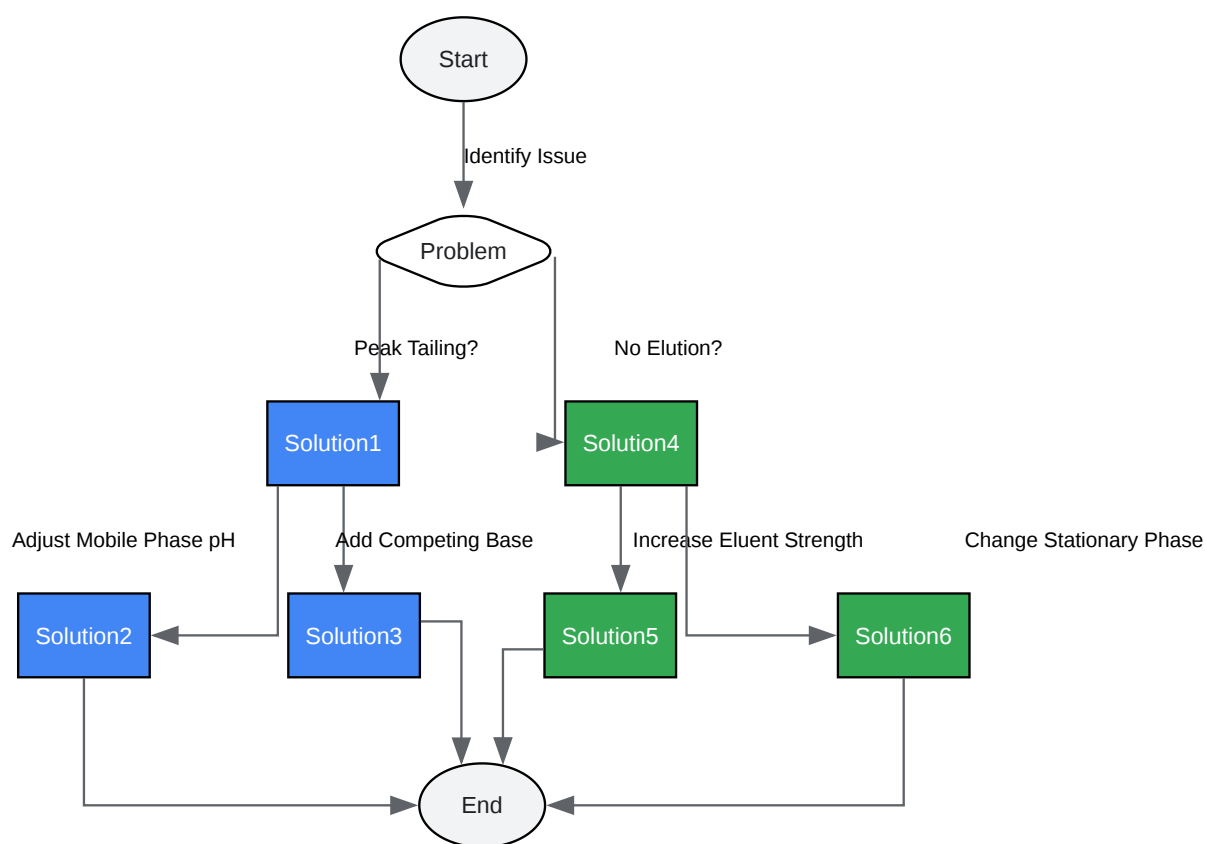 Start
Identify Issue
Problem
Peak Tailing?
No Elution?
Solution1
Solution4
Adjust Mobile Phase pH
Add Competing Base
Increase Eluent Strength
Change Stationary Phase
Solution2
Solution3
Solution5
Solution6
End